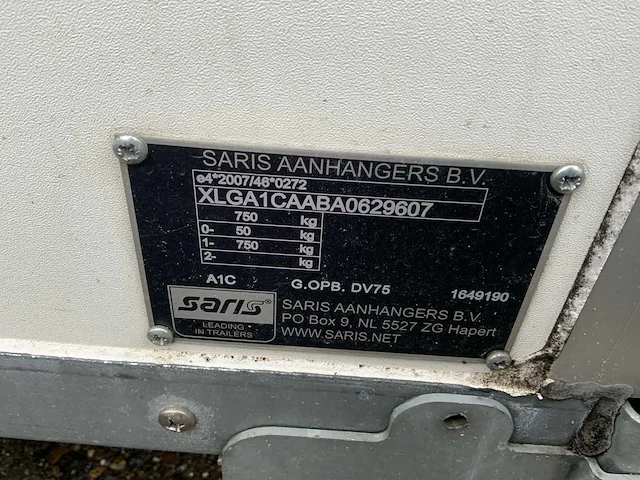 SARIS AANHANGERS B.V.
e4*2007/46*0272
XLGA1CAABA0629607
750 kg
0- 50 kg
1- 750 kg
2- kg
A1C G.OPB. DV75 1649190
saris®
LEADING
IN TRAILERS
SARIS AANHANGERS B.V.
PO Box 9, NL 5527 ZG Hapert
WWW.SARIS.NET